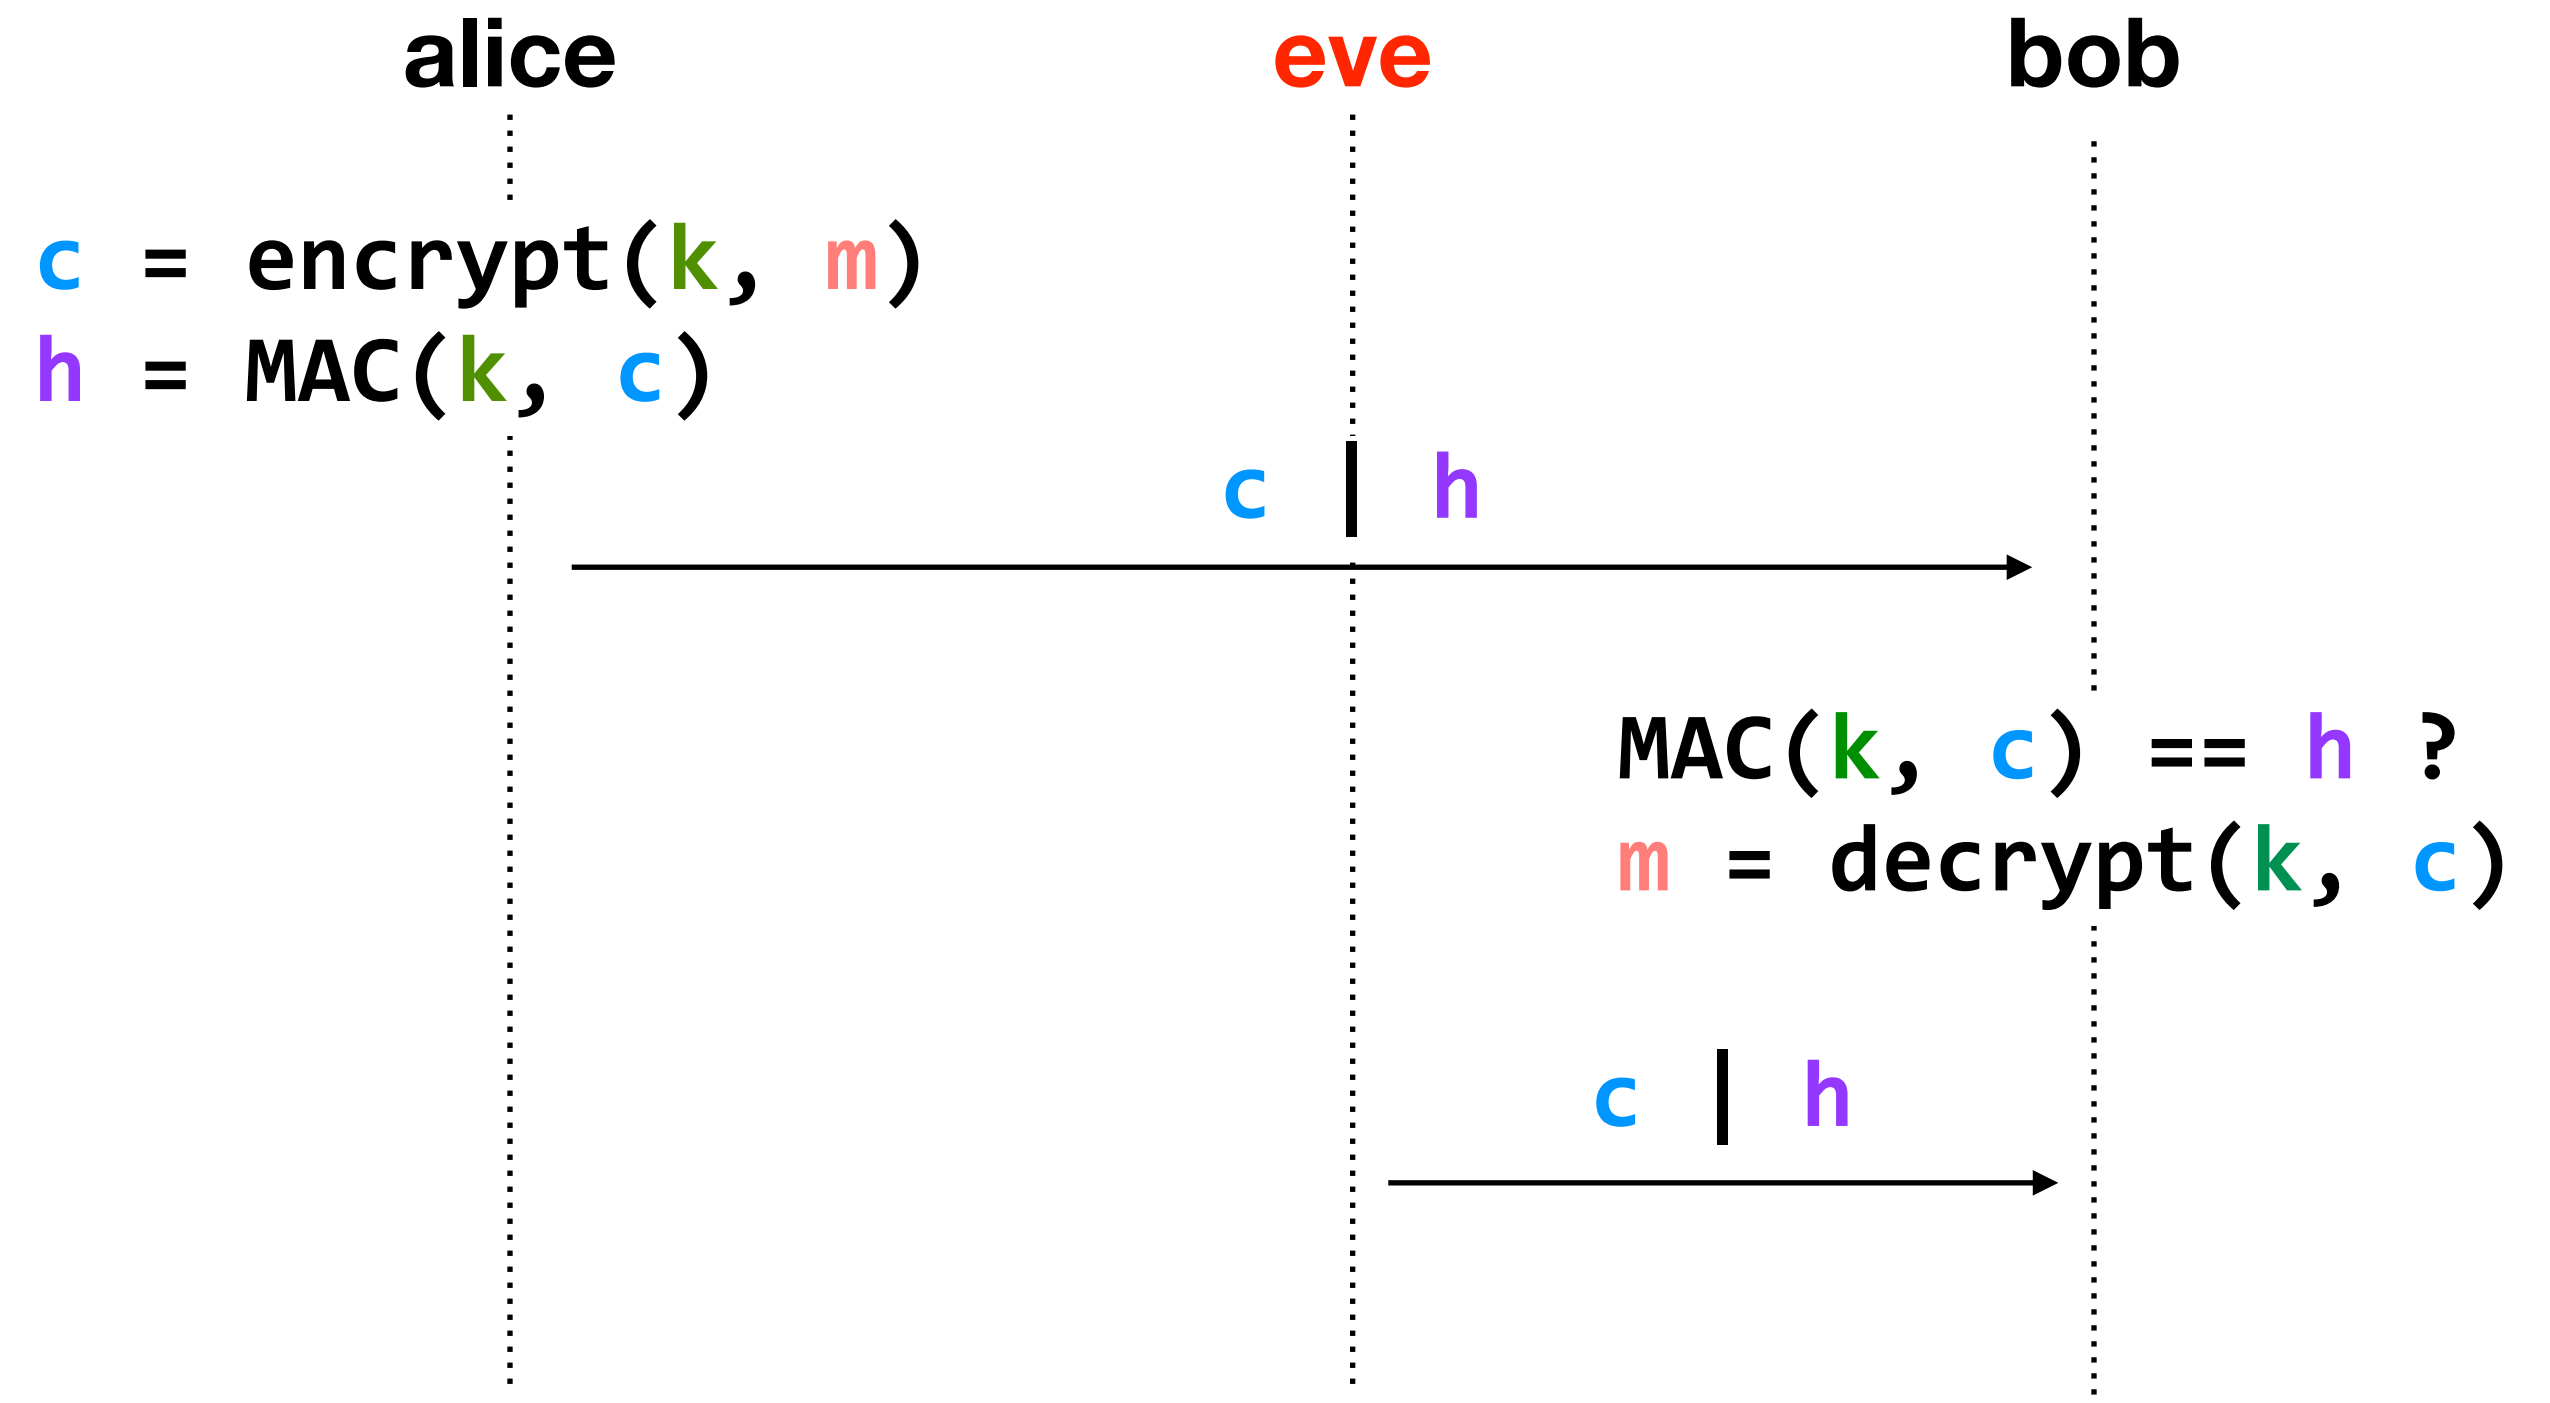 alice eve bob
c = encrypt(k, m)
h = MAC(k, c)
c | h
MAC(k, c) == h ?
m = decrypt(k, c)
c | h